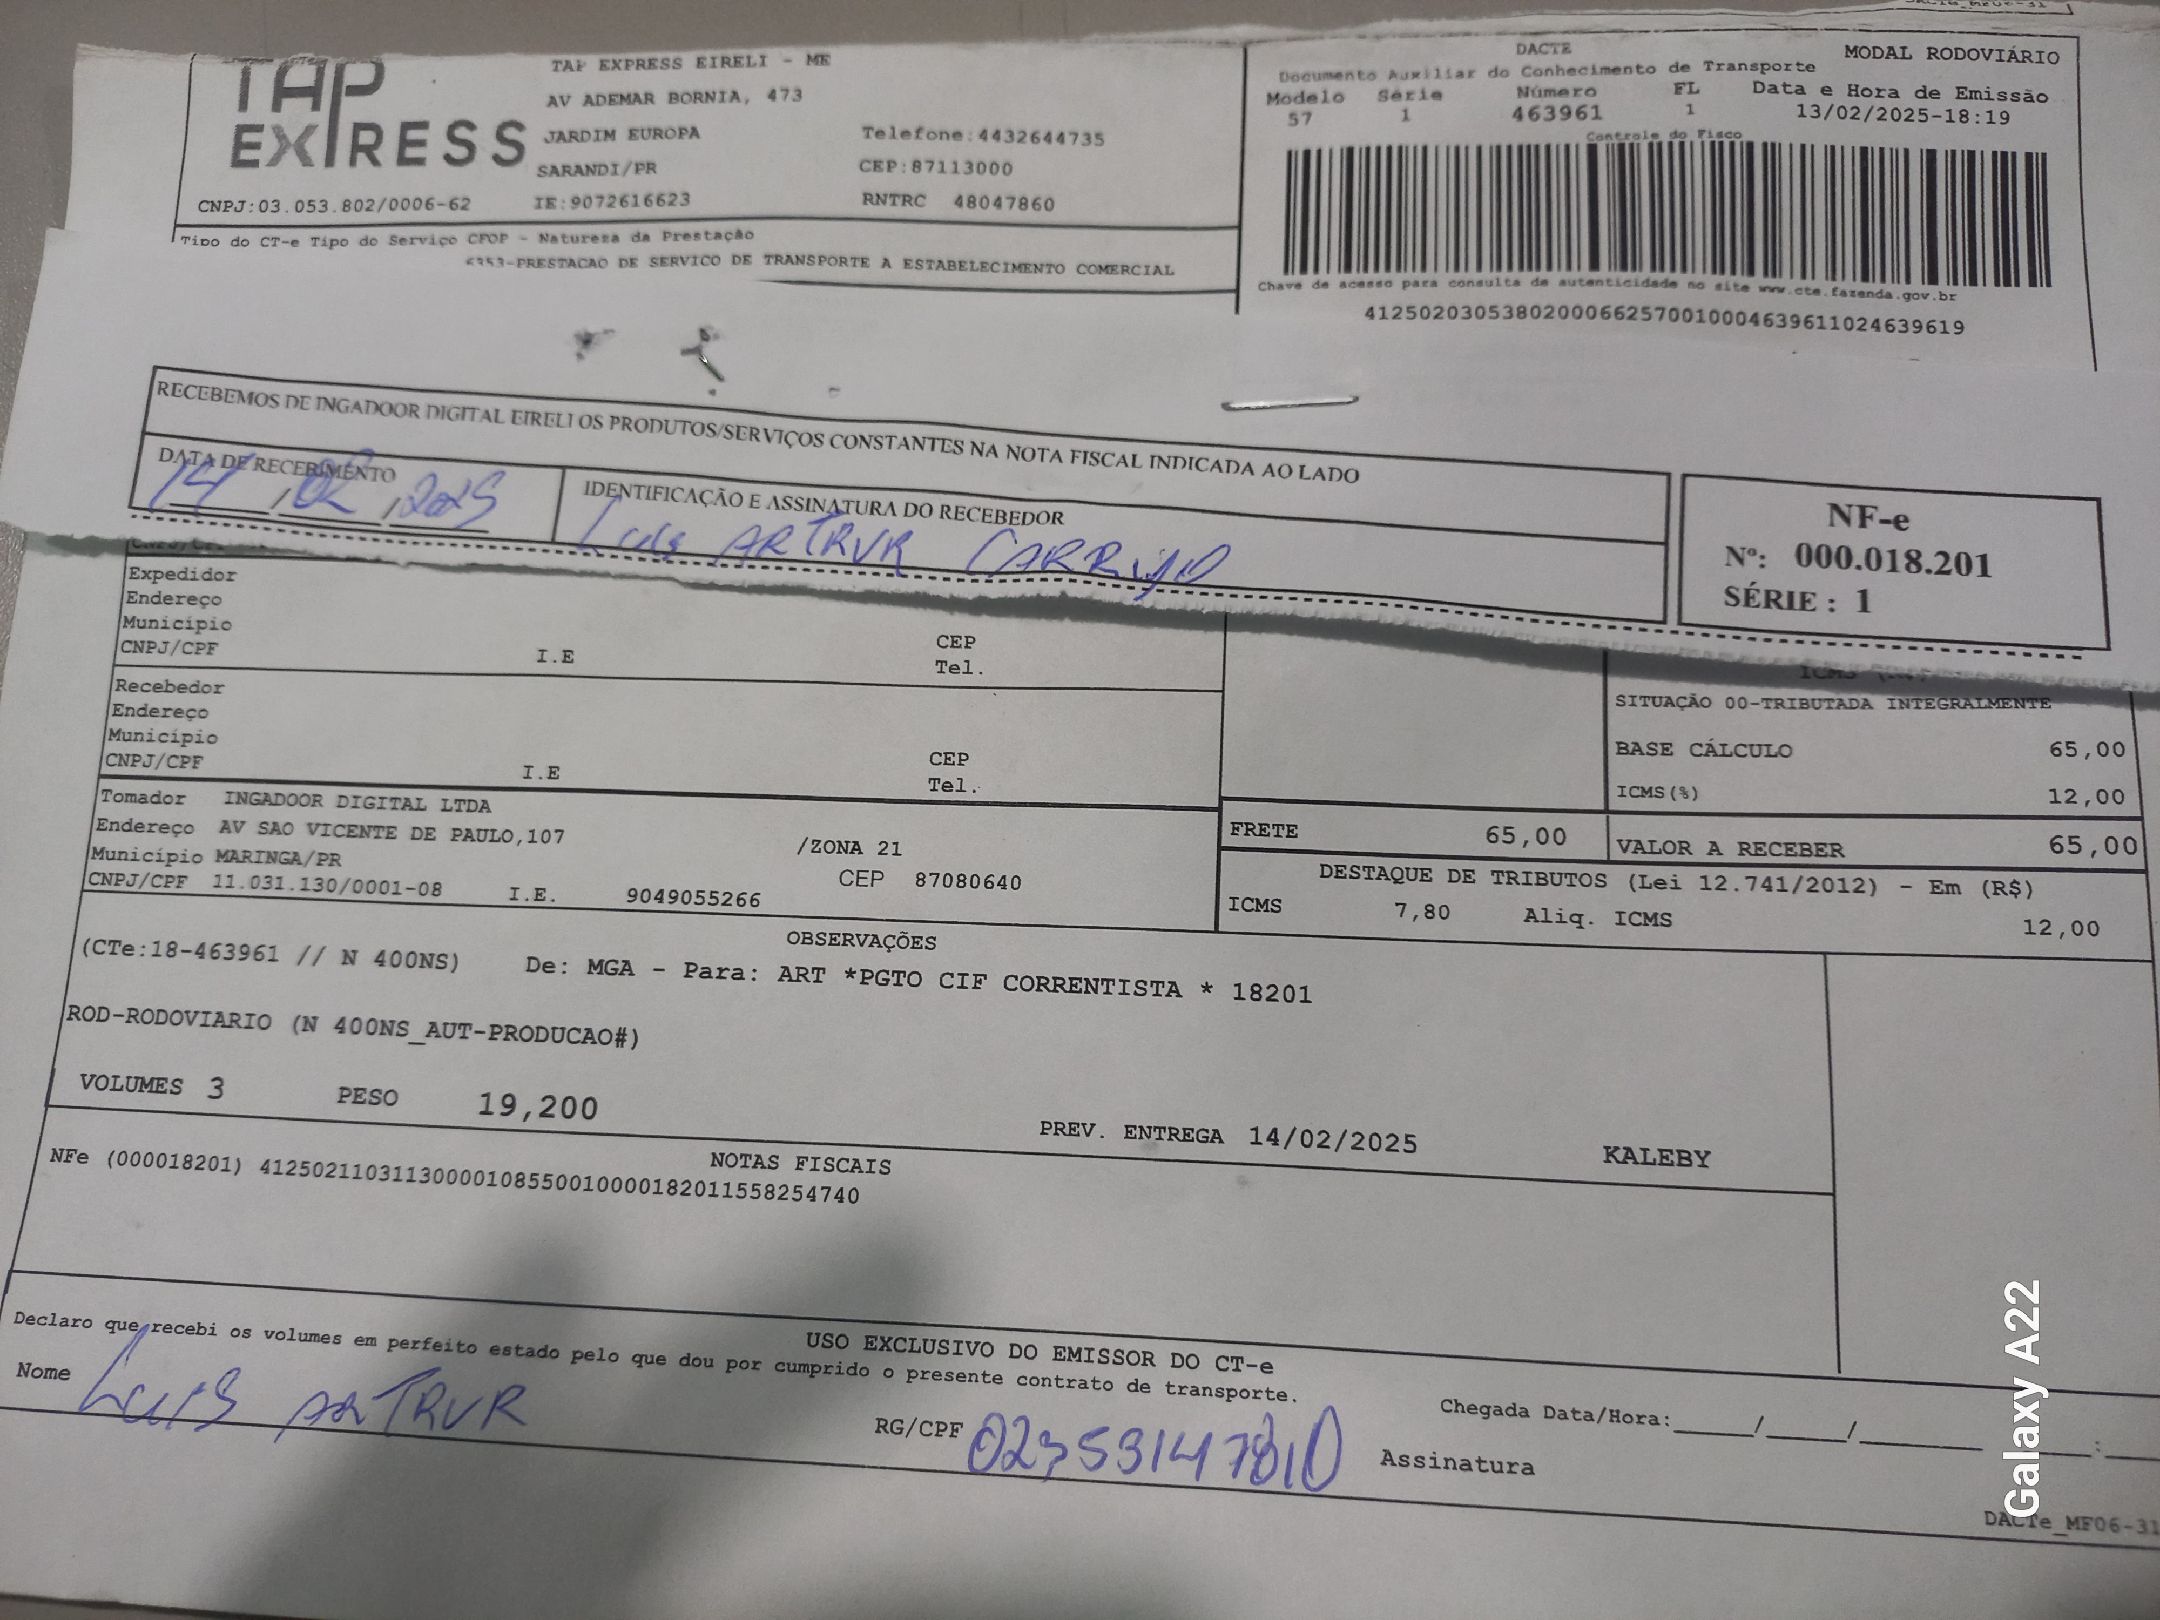 TAP EXPRESS
TAP EXPRESS EIRELI - ME
AV ADEMAR BORNIA, 473
JARDIM EUROPA Telefone:4432644735
SARANDI/PR CEP:87113000
CNPJ:03.053.802/0006-62 IE:9072616623 RNTRC 48047860
Tipo do CT-e Tipo do Serviço CFOP - Natureza da Prestação
6353-PRESTACAO DE SERVICO DE TRANSPORTE A ESTABELECIMENTO COMERCIAL
DACTE MODAL RODOVIÁRIO
Documento Auxiliar do Conhecimento de Transporte
Modelo Série Número FL Data e Hora de Emissão
57 1 463961 1 13/02/2025-18:19
Controle do Fisco
Chave de acesso para consulta de autenticidade no site www.cte.fazenda.gov.br
41250203053802000662570010004639611024639619
RECEBEMOS DE INGADOOR DIGITAL EIRELI OS PRODUTOS/SERVIÇOS CONSTANTES NA NOTA FISCAL INDICADA AO LADO
DATA DE RECEBIMENTO IDENTIFICAÇÃO E ASSINATURA DO RECEBEDOR
14, 02, 2025 Luis ARTRUR CARRIJO
NF-e
Nº: 000.018.201
SÉRIE : 1
CNPJ/CPF
Expedidor
Endereço
Município CEP
CNPJ/CPF I.E Tel.
Recebedor
Endereço
Município CEP
CNPJ/CPF I.E Tel.
Tomador INGADOOR DIGITAL LTDA
Endereço AV SAO VICENTE DE PAULO,107 /ZONA 21
Município MARINGA/PR CEP 87080640
CNPJ/CPF 11.031.130/0001-08 I.E. 9049055266
SITUAÇÃO 00-TRIBUTADA INTEGRALMENTE
BASE CÁLCULO 65,00
ICMS(%) 12,00
FRETE 65,00 VALOR A RECEBER 65,00
DESTAQUE DE TRIBUTOS (Lei 12.741/2012) - Em (R$)
ICMS 7,80 Aliq. ICMS 12,00
OBSERVAÇÕES
(CTe:18-463961 // N 400NS) De: MGA - Para: ART *PGTO CIF CORRENTISTA * 18201
ROD-RODOVIARIO (N 400NS_AUT-PRODUCAO#)
VOLUMES 3 PESO 19,200 PREV. ENTREGA 14/02/2025 KALEBY
NOTAS FISCAIS
NFe (000018201) 41250211031130000108550010000182011558254740
USO EXCLUSIVO DO EMISSOR DO CT-e
Declaro que recebi os volumes em perfeito estado pelo que dou por cumprido o presente contrato de transporte.
Nome Luis ARTRUR RG/CPF 02353147810 Chegada Data/Hora:____/____/______ ____:
Assinatura
DACTe_MF06-31
Galaxy A22